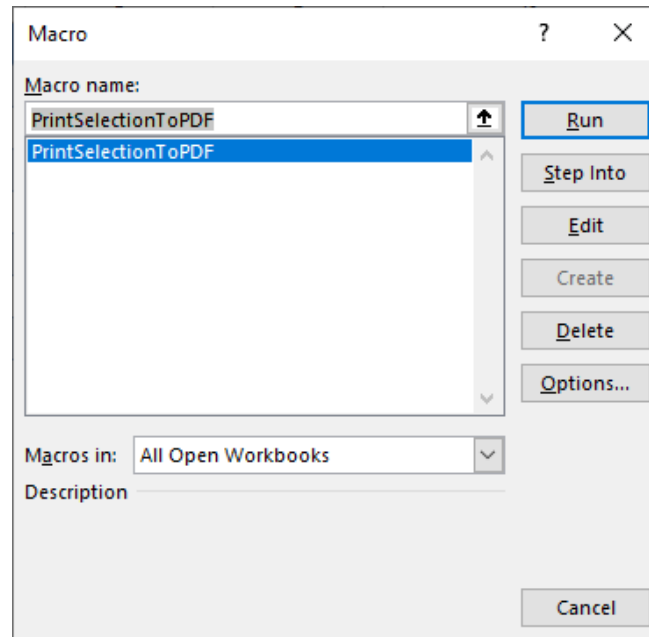 Macro
?
Macro name:
PrintSelectionToPDF
PrintSelectionToPDF
Run
Step Into
Edit
Create
Delete
Options...
Macros in: All Open Workbooks
Description
Cancel